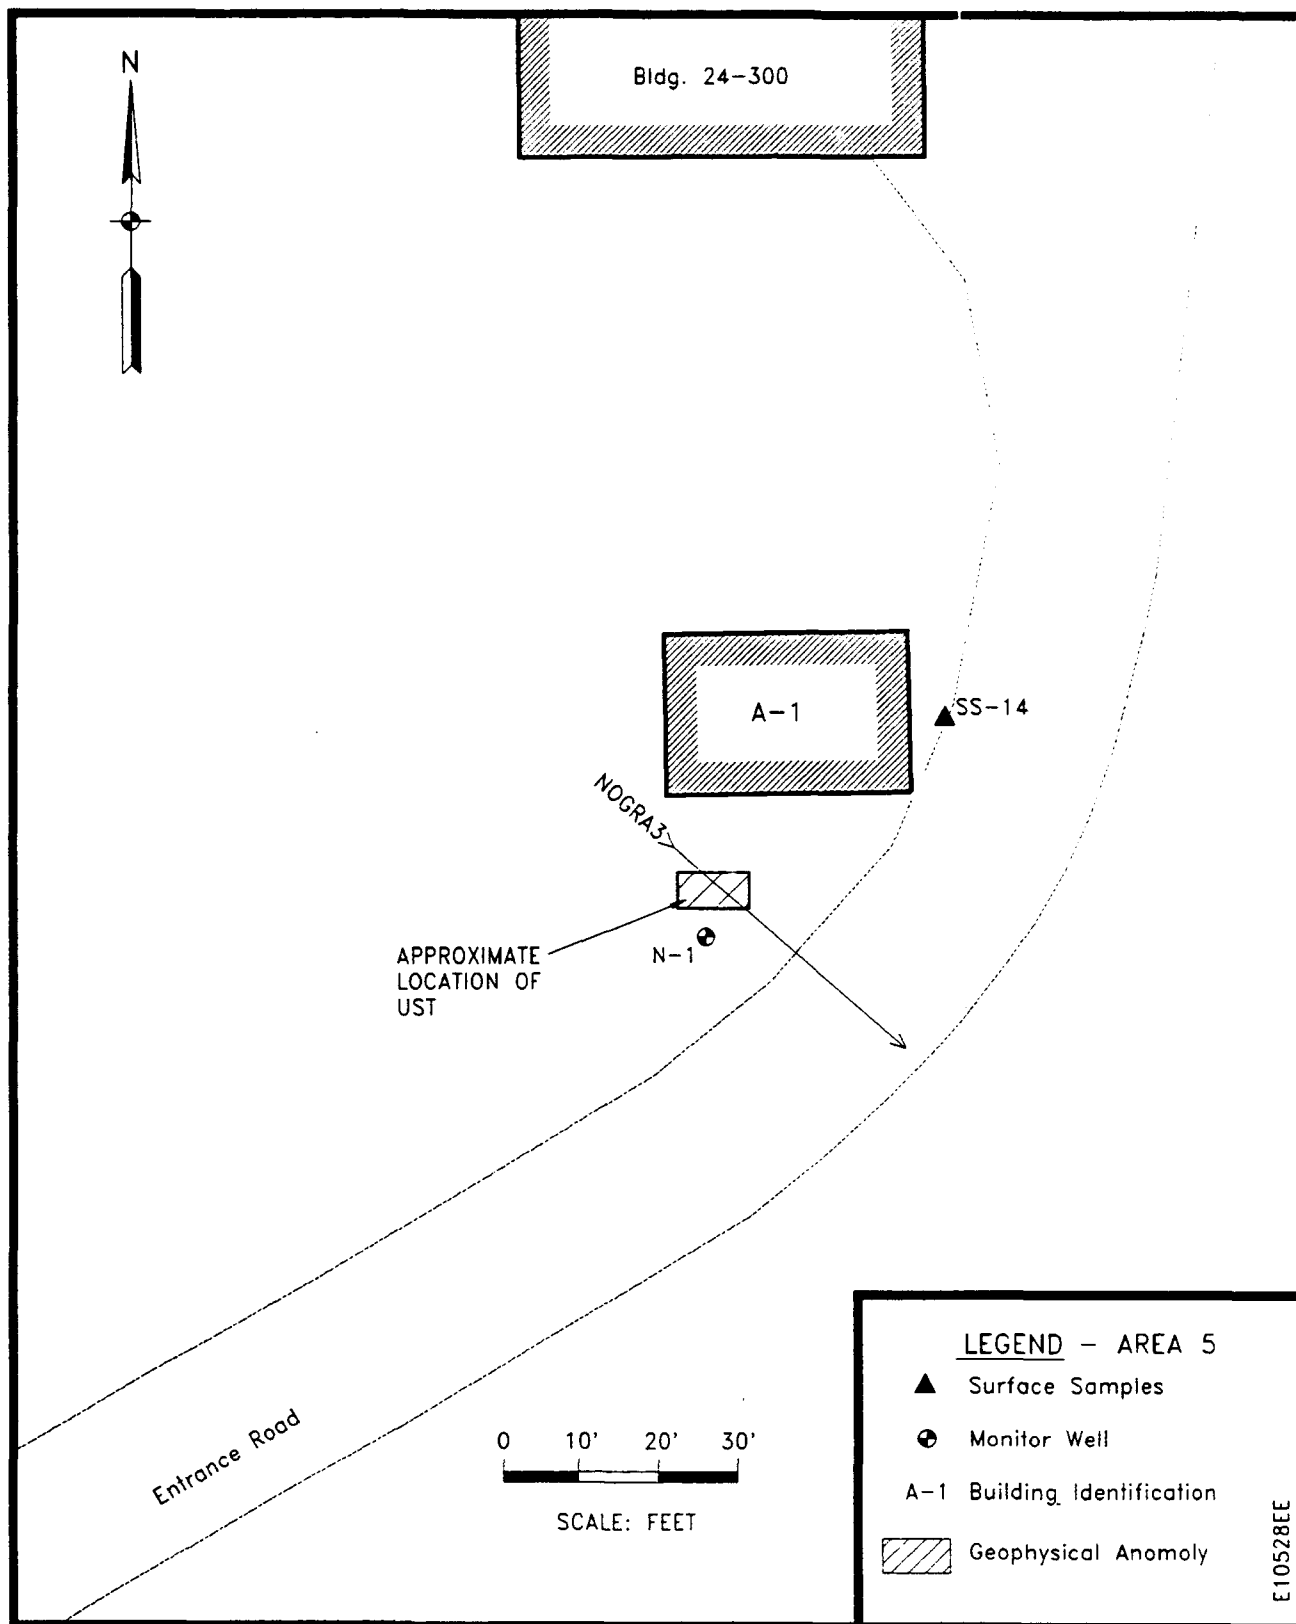 N
Bldg. 24-300
A-1
SS-14
NOGRA3
N-1
APPROXIMATE
LOCATION OF
UST
Entrance Road
0 10' 20' 30'
SCALE: FEET
LEGEND - AREA 5
Surface Samples
Monitor Well
A-1 Building Identification
Geophysical Anomoly
E10528EE